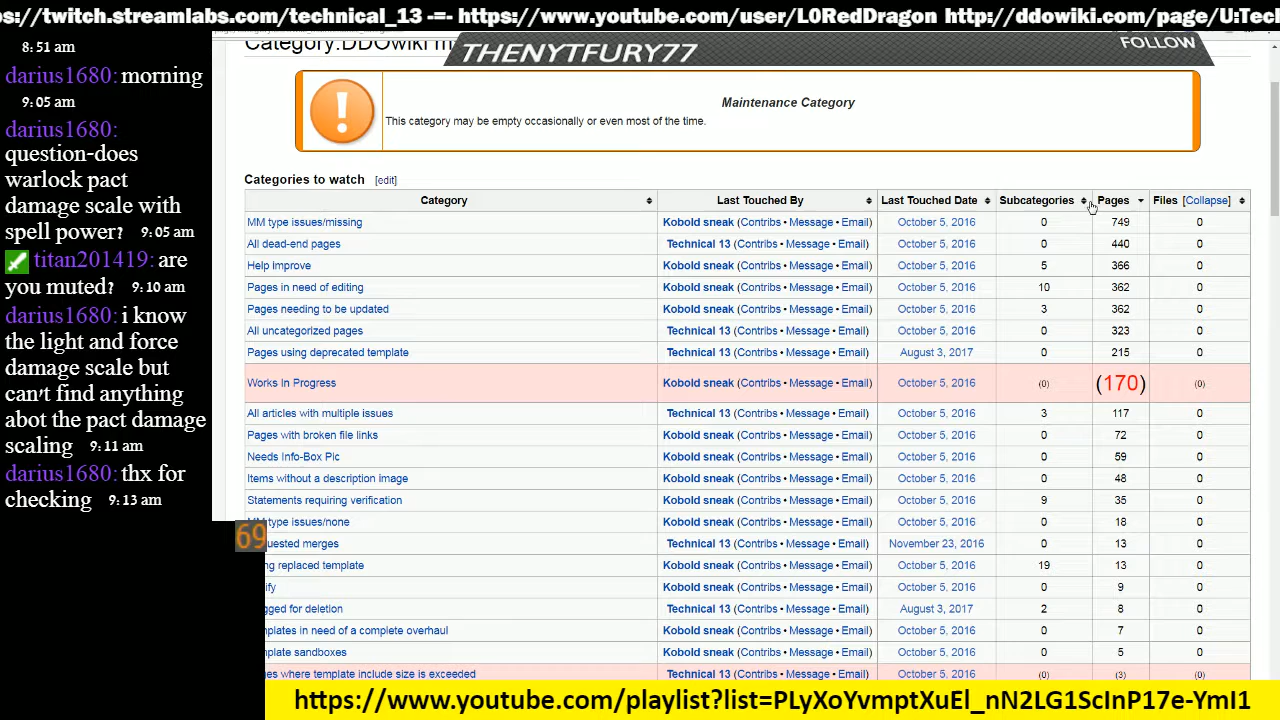 s://twitch.streamlabs.com/technical_13 -=- https://www.youtube.com/user/L0RedDragon http://ddowiki.com/page/U:Tech
8:51 am
darius1680: morning
9:05 am
darius1680:
question-does
warlock pact
damage scale with
spell power? 9:05 am
titan201419: are
you muted? 9:10 am
darius1680: i know
the light and force
damage scale but
can't find anything
abot the pact damage
scaling 9:11 am
darius1680: thx for
checking 9:13 am
Category:DDOwiki
THENYTFURY77
FOLLOW
Maintenance Category
This category may be empty occasionally or even most of the time.
Categories to watch [edit]
Category Last Touched By Last Touched Date Subcategories Pages Files [Collapse]
MM type issues/missing Kobold sneak (Contribs • Message • Email) October 5, 2016 0 749 0
All dead-end pages Technical 13 (Contribs • Message • Email) October 5, 2016 0 440 0
Help improve Kobold sneak (Contribs • Message • Email) October 5, 2016 5 366 0
Pages in need of editing Kobold sneak (Contribs • Message • Email) October 5, 2016 10 362 0
Pages needing to be updated Kobold sneak (Contribs • Message • Email) October 5, 2016 3 362 0
All uncategorized pages Technical 13 (Contribs • Message • Email) October 5, 2016 0 323 0
Pages using deprecated template Technical 13 (Contribs • Message • Email) August 3, 2017 0 215 0
Works In Progress Kobold sneak (Contribs • Message • Email) October 5, 2016 (0) (170) (0)
All articles with multiple issues Technical 13 (Contribs • Message • Email) October 5, 2016 3 117 0
Pages with broken file links Kobold sneak (Contribs • Message • Email) October 5, 2016 0 72 0
Needs Info-Box Pic Kobold sneak (Contribs • Message • Email) October 5, 2016 0 59 0
Items without a description image Kobold sneak (Contribs • Message • Email) October 5, 2016 0 48 0
Statements requiring verification Kobold sneak (Contribs • Message • Email) October 5, 2016 9 35 0
MM type issues/none Kobold sneak (Contribs • Message • Email) October 5, 2016 0 18 0
69
uested merges Technical 13 (Contribs • Message • Email) November 23, 2016 0 13 0
ng replaced template Kobold sneak (Contribs • Message • Email) October 5, 2016 19 13 0
ify Kobold sneak (Contribs • Message • Email) October 5, 2016 0 9 0
gged for deletion Technical 13 (Contribs • Message • Email) August 3, 2017 2 8 0
mplates in need of a complete overhaul Kobold sneak (Contribs • Message • Email) October 5, 2016 0 7 0
mplate sandboxes Kobold sneak (Contribs • Message • Email) October 5, 2016 0 5 0
es where template include size is exceeded Technical 13 (Contribs • Message • Email) October 5, 2016 (0) (3) (0)
https://www.youtube.com/playlist?list=PLyXoYvmptXuEl_nN2LG1ScInP17e-YmI1